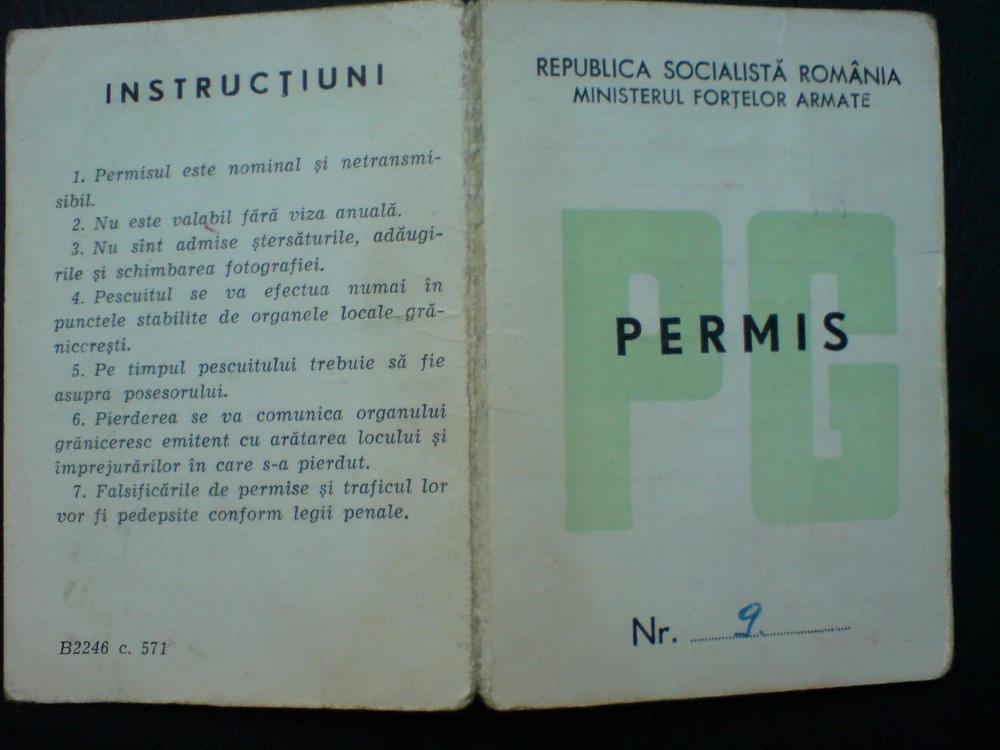 INSTRUCȚIUNI
1. Permisul este nominal și netransmi-
sibil.
2. Nu este valabil fără viza anuală.
3. Nu sînt admise ștersăturile, adăugi-
rile și schimbarea fotografiei.
4. Pescuitul se va efectua numai în
punctele stabilite de organele locale gră-
niccrești.
5. Pe timpul pescuitului trebuie să fie
asupra posesorului.
6. Pierderea se va comunica organului
grăniceresc emitent cu arătarea locului și
împrejurărilor în care s-a pierdut.
7. Falsificările de permise și traficul lor
vor fi pedepsite conform legii penale.
B2246 c. 571
REPUBLICA SOCIALISTĂ ROMÂNIA
MINISTERUL FORȚELOR ARMATE
PG
PERMIS
Nr. 9.